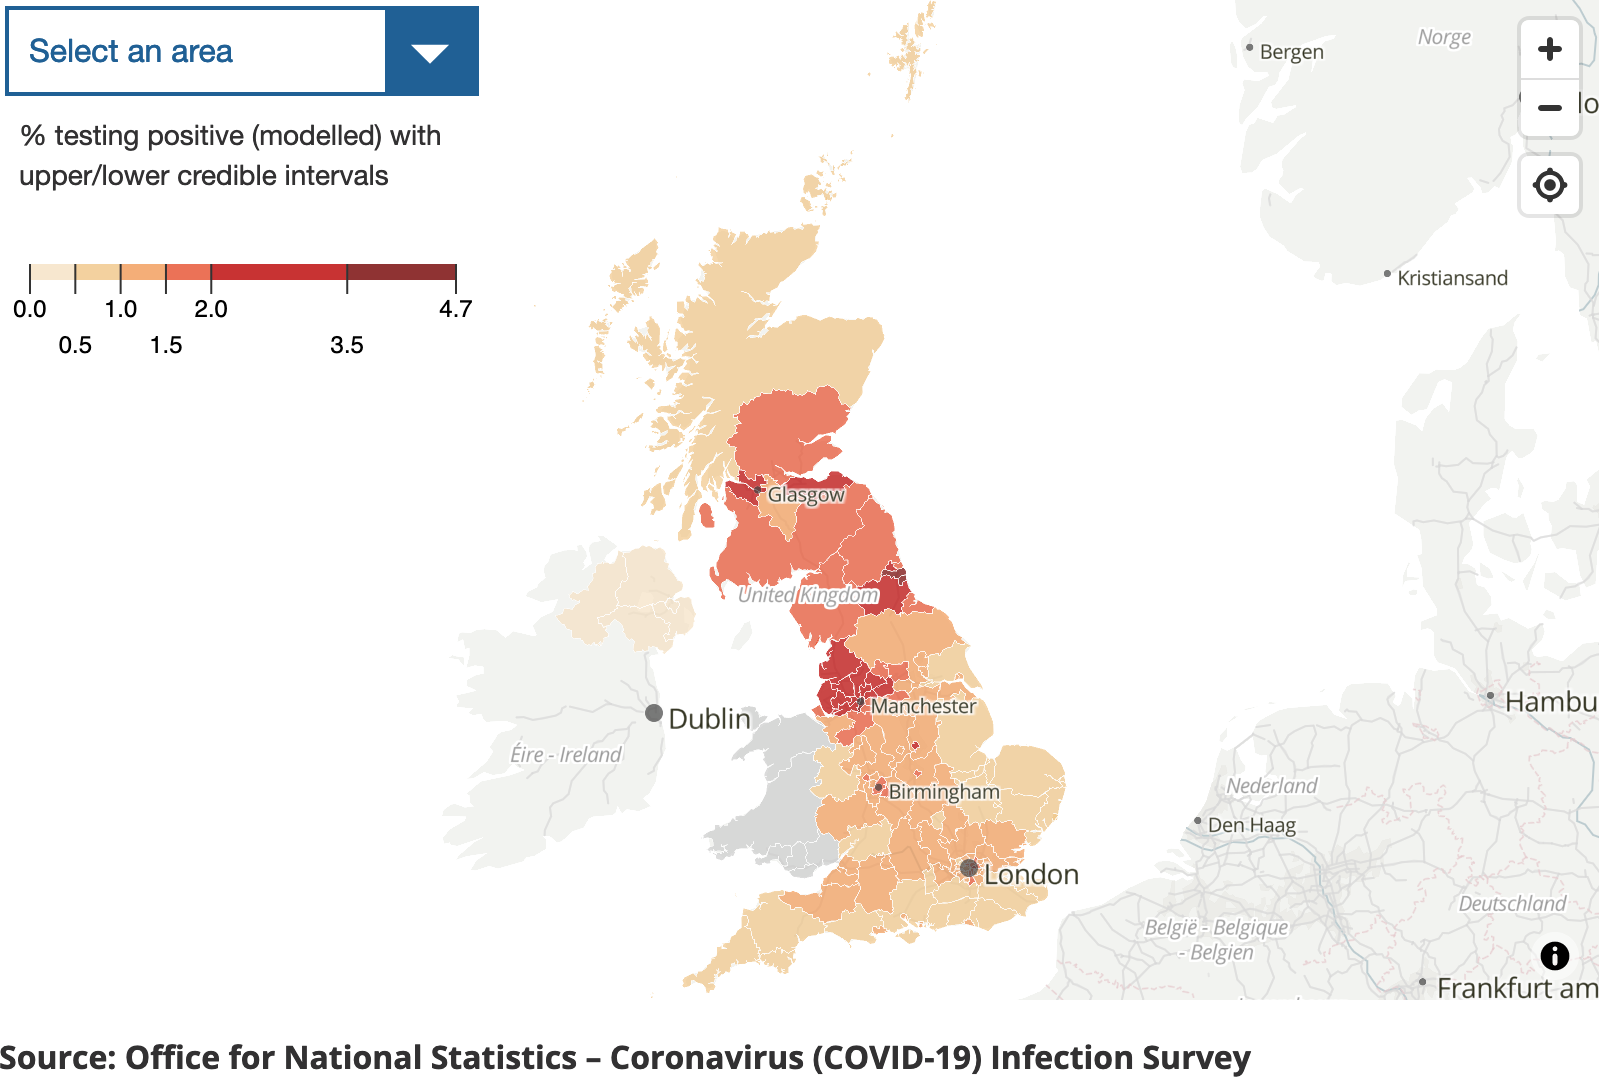 Select an area
% testing positive (modelled) with
upper/lower credible intervals
0.0 1.0 2.0 4.7
0.5 1.5 3.5
Bergen
Norge
+
−
Kristiansand
Glasgow
United Kingdom
Manchester
Dublin
Éire - Ireland
Birmingham
London
Hambu
Nederland
Den Haag
Deutschland
België - Belgique
- Belgien
Frankfurt am
Source: Office for National Statistics – Coronavirus (COVID-19) Infection Survey